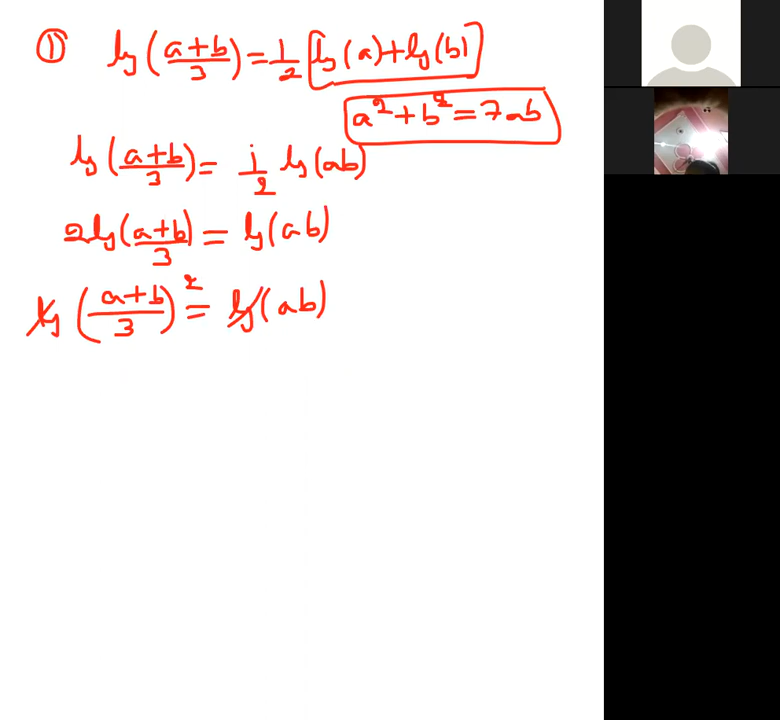 ① lg(a+b/3) = 1/2 [lg(a)+lg(b)]
a²+b² = 7ab
lg(a+b/3) = 1/2 lg(ab)
2lg(a+b/3) = lg(ab)
lg(a+b/3)² = lg(ab)